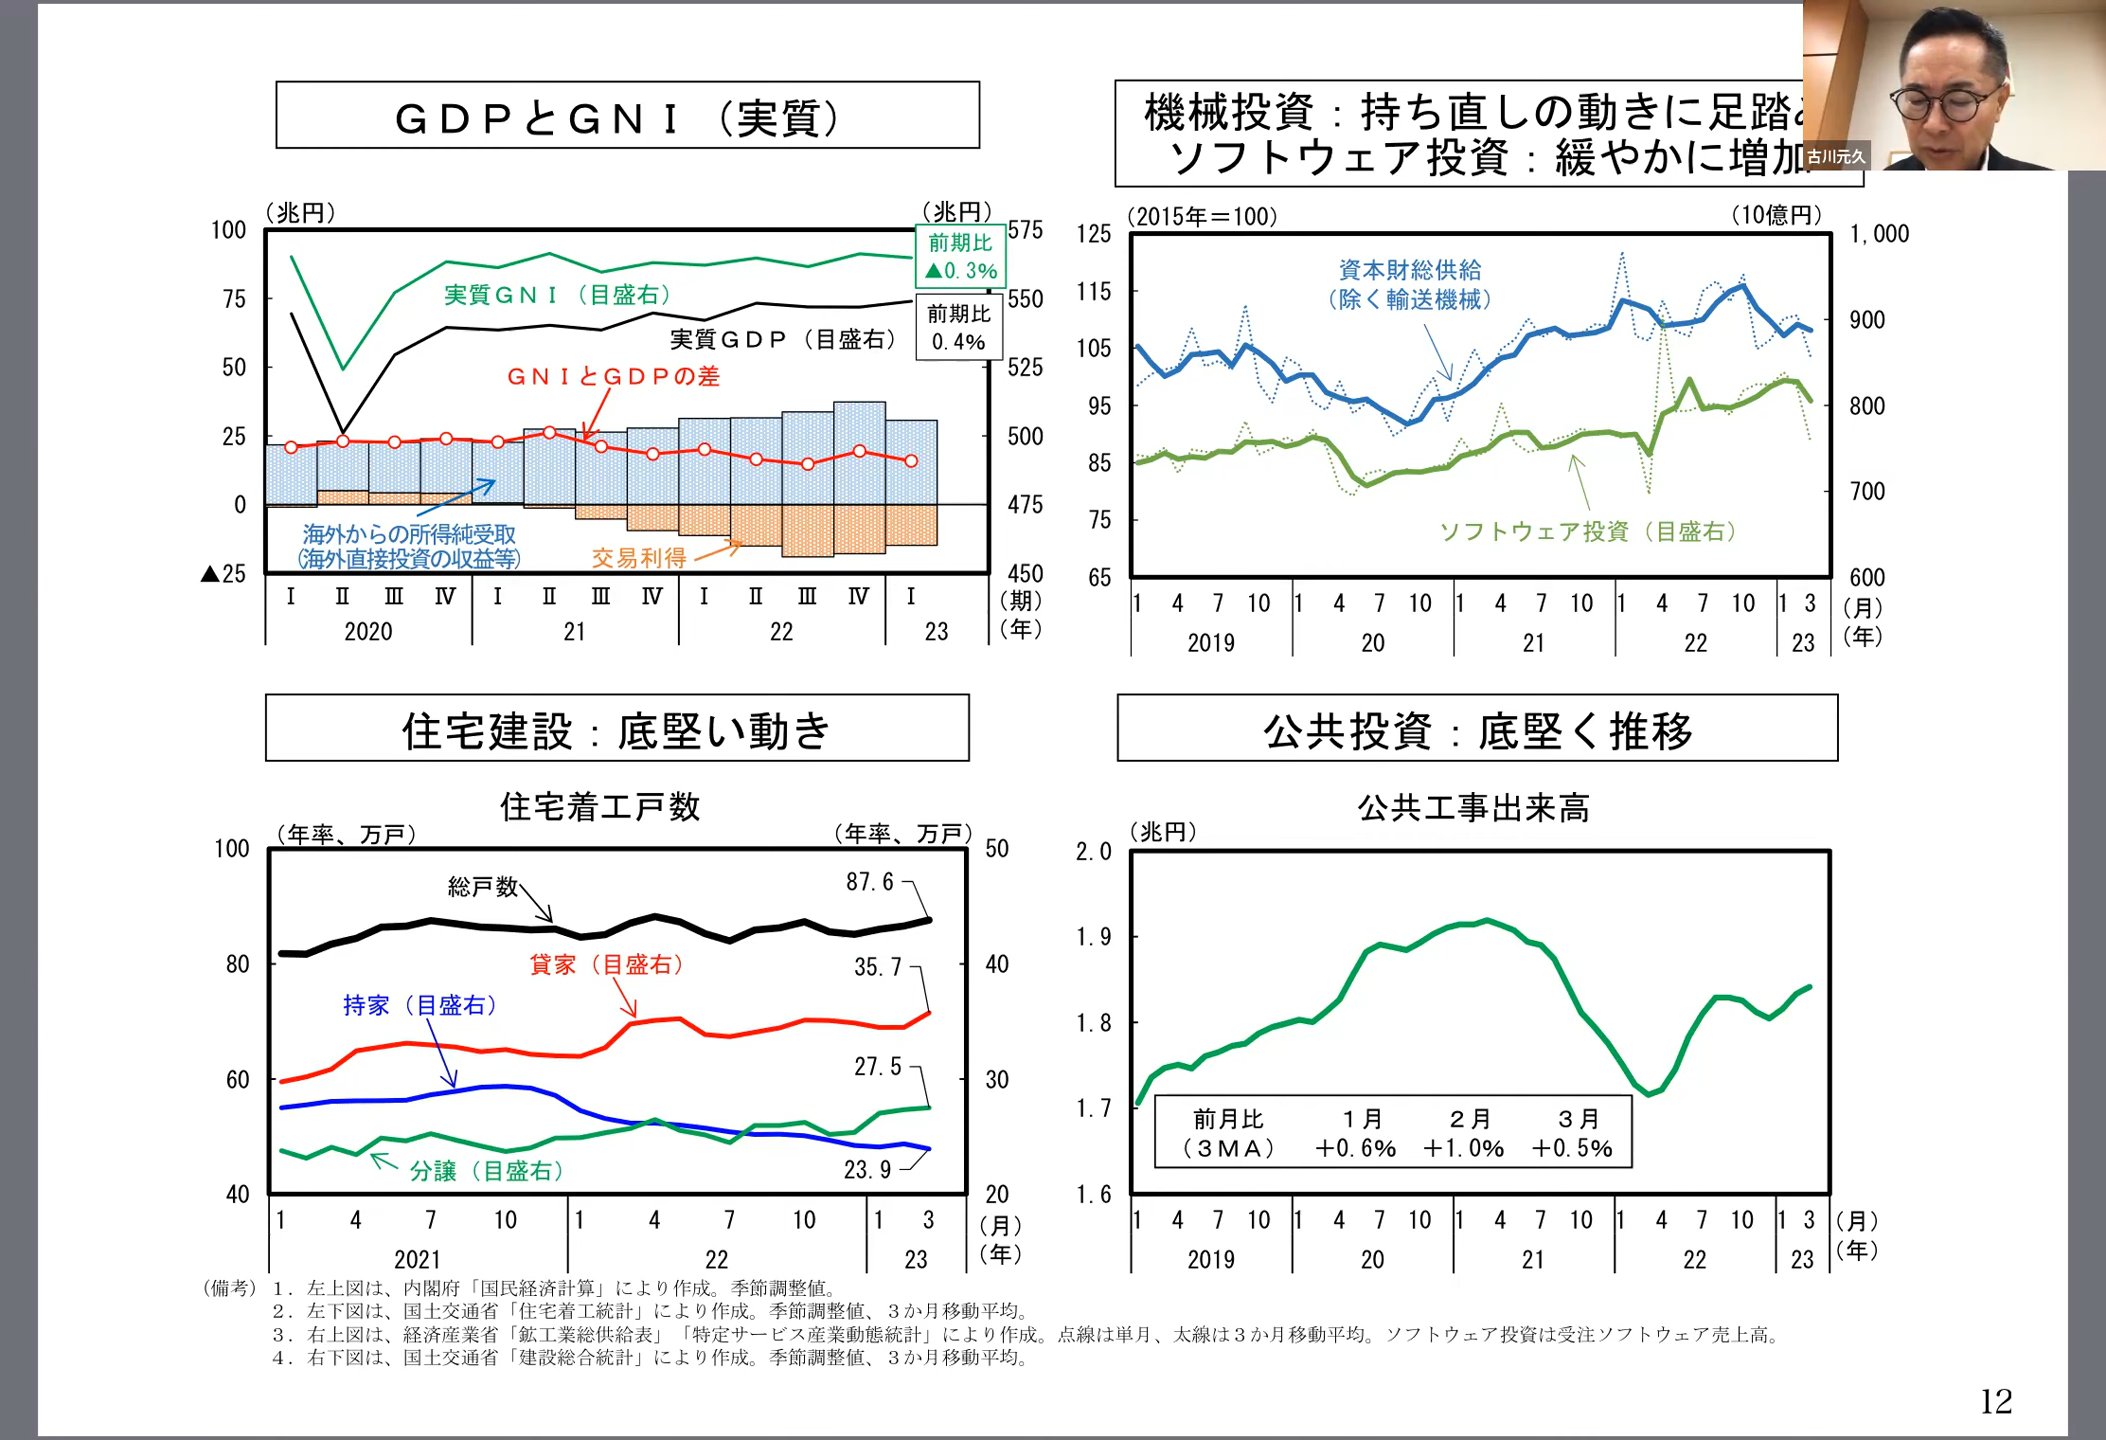 ＧＤＰとＧＮＩ（実質）
（兆円）
（兆円）
100
75
50
25
0
▲25
575
550
525
500
475
450
前期比
▲0.3%
前期比
0.4%
実質ＧＮＩ（目盛右）
実質ＧＤＰ（目盛右）
ＧＮＩとＧＤＰの差
海外からの所得純受取
（海外直接投資の収益等）
交易利得
Ⅰ Ⅱ Ⅲ Ⅳ Ⅰ Ⅱ Ⅲ Ⅳ Ⅰ Ⅱ Ⅲ Ⅳ Ⅰ （期）
2020 21 22 23 （年）
機械投資：持ち直しの動きに足踏
ソフトウェア投資：緩やかに増加
古川元久
（2015年＝100）
（10億円）
125
115
105
95
85
75
65
1,000
900
800
700
600
資本財総供給
（除く輸送機械）
ソフトウェア投資（目盛右）
1 4 7 10 1 4 7 10 1 4 7 10 1 4 7 10 1 3 （月）
2019 20 21 22 23 （年）
住宅建設：底堅い動き
住宅着工戸数
（年率、万戸）
（年率、万戸）
100
80
60
40
50
40
30
20
総戸数
87.6
貸家（目盛右）
35.7
持家（目盛右）
27.5
分譲（目盛右）
23.9
1 4 7 10 1 4 7 10 1 3 （月）
2021 22 23 （年）
公共投資：底堅く推移
公共工事出来高
（兆円）
2.0
1.9
1.8
1.7
1.6
前月比 １月 ２月 ３月
（３ＭＡ） +0.6% +1.0% +0.5%
1 4 7 10 1 4 7 10 1 4 7 10 1 4 7 10 1 3 （月）
2019 20 21 22 23 （年）
（備考）１．左上図は、内閣府「国民経済計算」により作成。季節調整値。
２．左下図は、国土交通省「住宅着工統計」により作成。季節調整値、３か月移動平均。
３．右上図は、経済産業省「鉱工業総供給表」「特定サービス産業動態統計」により作成。点線は単月、太線は３か月移動平均。ソフトウェア投資は受注ソフトウェア売上高。
４．右下図は、国土交通省「建設総合統計」により作成。季節調整値、３か月移動平均。
12